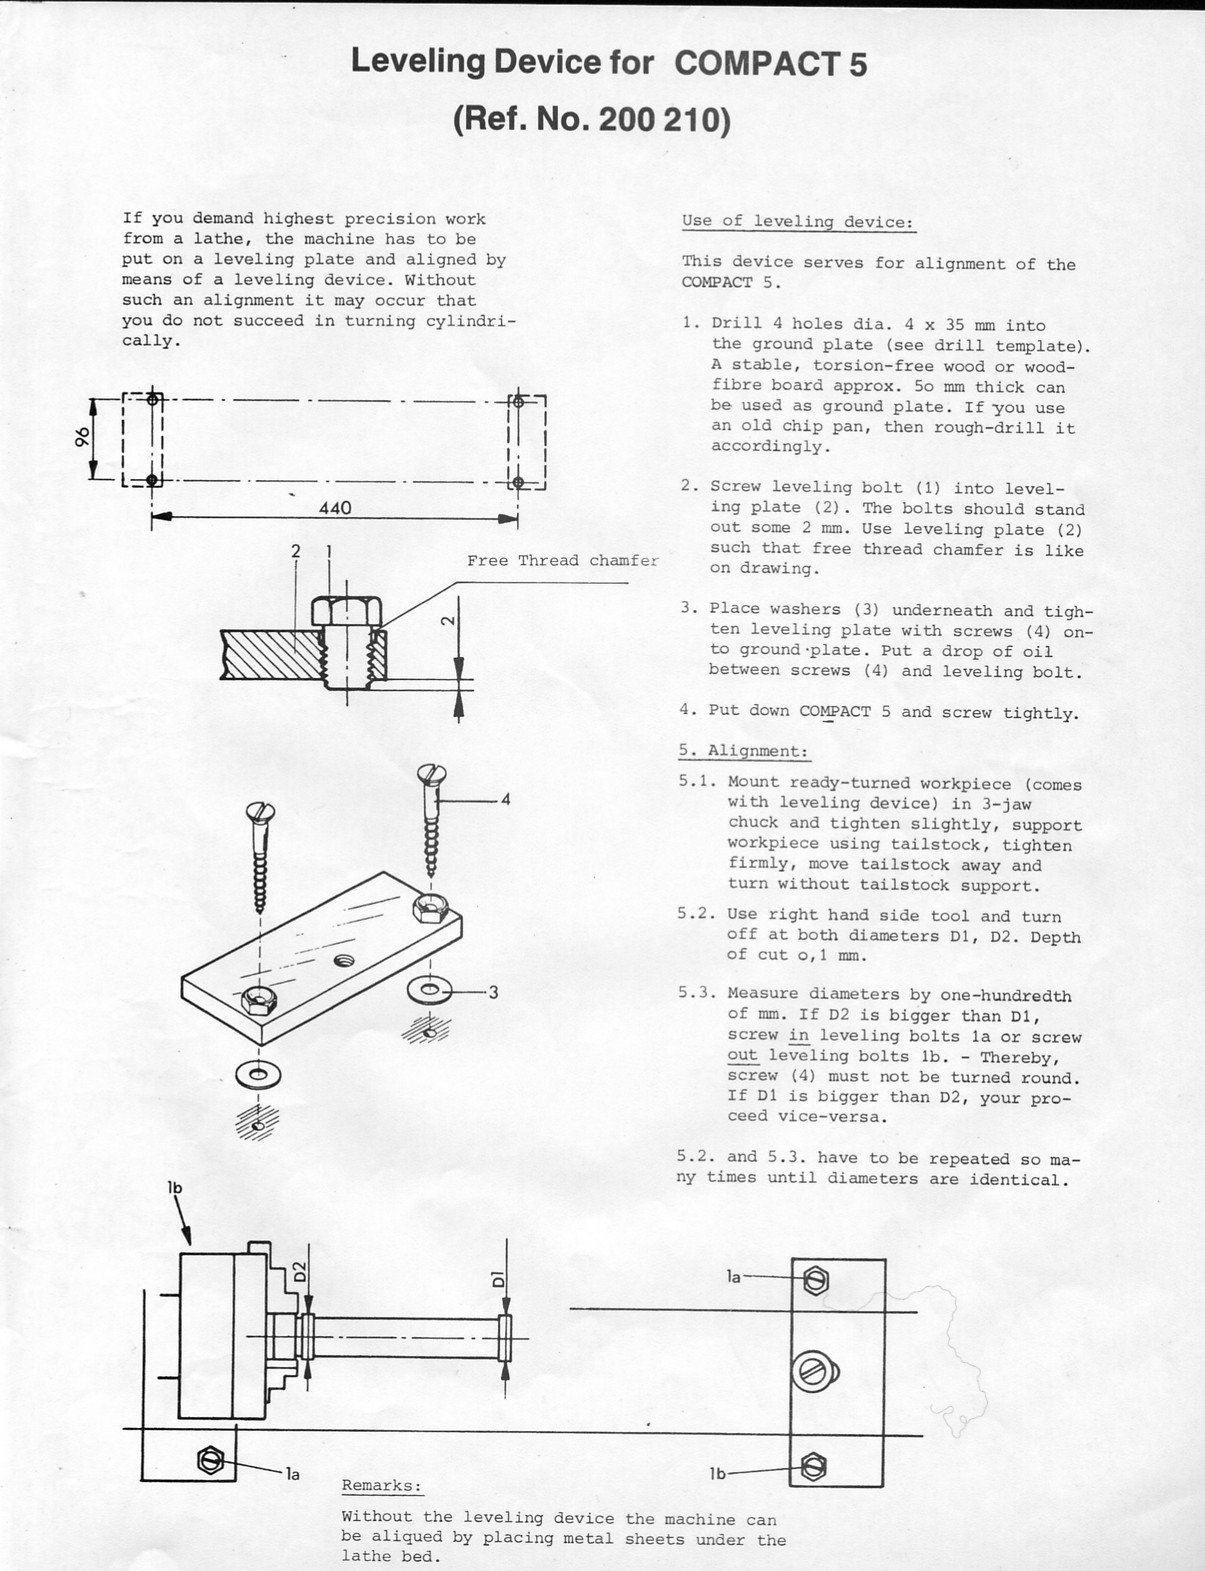 Leveling Device for COMPACT 5
(Ref. No. 200 210)
If you demand highest precision work
from a lathe, the machine has to be
put on a leveling plate and aligned by
means of a leveling device. Without
such an alignment it may occur that
you do not succeed in turning cylindri-
cally.
96
440
2 1
Free Thread chamfer
2
4
3
Use of leveling device:
This device serves for alignment of the
COMPACT 5.
1. Drill 4 holes dia. 4 x 35 mm into
the ground plate (see drill template).
A stable, torsion-free wood or wood-
fibre board approx. 5o mm thick can
be used as ground plate. If you use
an old chip pan, then rough-drill it
accordingly.
2. Screw leveling bolt (1) into level-
ing plate (2). The bolts should stand
out some 2 mm. Use leveling plate (2)
such that free thread chamfer is like
on drawing.
3. Place washers (3) underneath and tigh-
ten leveling plate with screws (4) on-
to ground plate. Put a drop of oil
between screws (4) and leveling bolt.
4. Put down COMPACT 5 and screw tightly.
5. Alignment:
5.1. Mount ready-turned workpiece (comes
with leveling device) in 3-jaw
chuck and tighten slightly, support
workpiece using tailstock, tighten
firmly, move tailstock away and
turn without tailstock support.
5.2. Use right hand side tool and turn
off at both diameters D1, D2. Depth
of cut o,1 mm.
5.3. Measure diameters by one-hundredth
of mm. If D2 is bigger than D1,
screw in leveling bolts 1a or screw
out leveling bolts 1b. - Thereby,
screw (4) must not be turned round.
If D1 is bigger than D2, your pro-
ceed vice-versa.
5.2. and 5.3. have to be repeated so ma-
ny times until diameters are identical.
1b
D2
D1
1a
1a
1b
Remarks:
Without the leveling device the machine can
be aliqued by placing metal sheets under the
lathe bed.